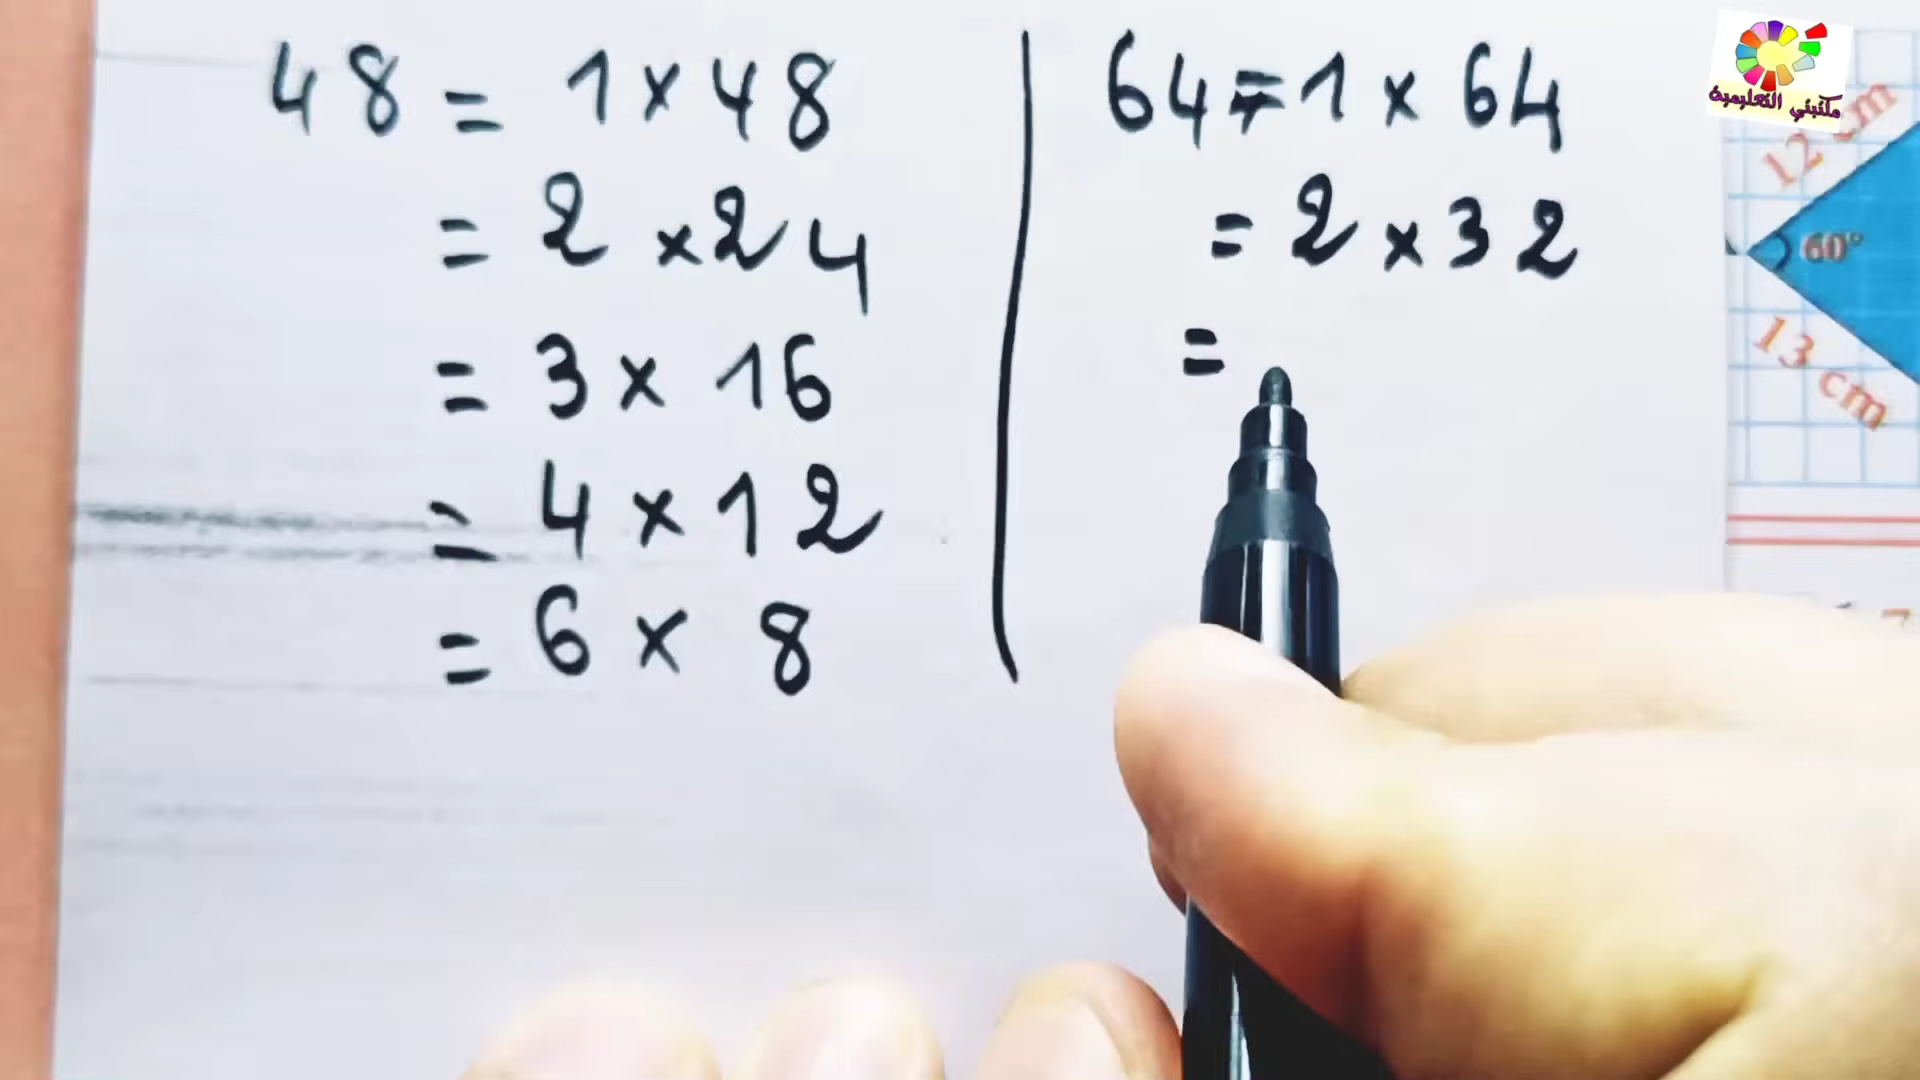 48 = 1 × 48
= 2 × 24
= 3 × 16
= 4 × 12
= 6 × 8
64 = 1 × 64
= 2 × 32
=
مكتبتي التعليمية
12 cm
60°
13 cm